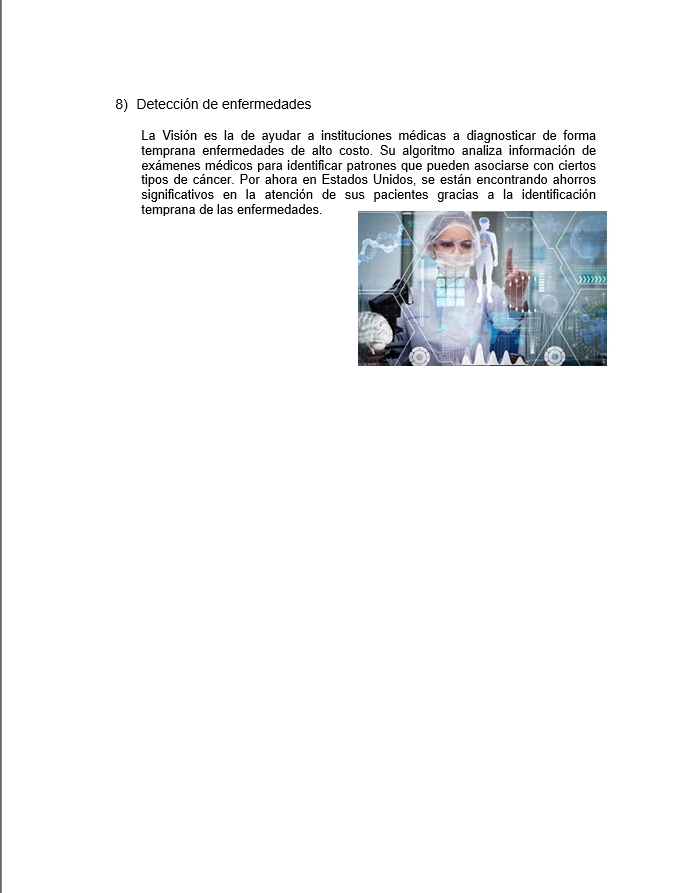 8) Detección de enfermedades
La Visión es la de ayudar a instituciones médicas a diagnosticar de forma
temprana enfermedades de alto costo. Su algoritmo analiza información de
exámenes médicos para identificar patrones que pueden asociarse con ciertos
tipos de cáncer. Por ahora en Estados Unidos, se están encontrando ahorros
significativos en la atención de sus pacientes gracias a la identificación
temprana de las enfermedades.